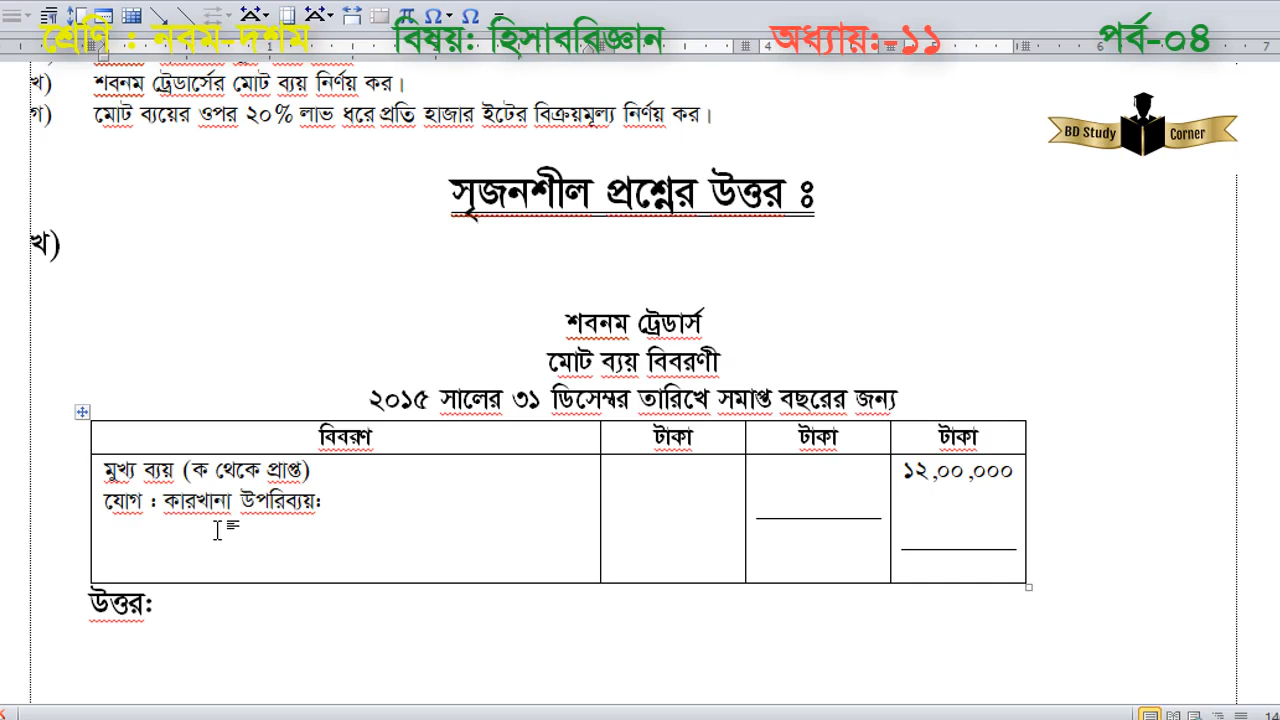 শ্রেণি : নবম-দশম বিষয়: হিসাববিজ্ঞান অধ্যায়:-১১ পর্ব-০৪
খ) শবনম ট্রেডার্সের মোট ব্যয় নির্ণয় কর।
গ) মোট ব্যয়ের ওপর ২০% লাভ ধরে প্রতি হাজার ইটের বিক্রয়মূল্য নির্ণয় কর।
BD Study Corner
সৃজনশীল প্রশ্নের উত্তর ঃ
খ)
শবনম ট্রেডার্স
মোট ব্যয় বিবরণী
২০১৫ সালের ৩১ ডিসেম্বর তারিখে সমাপ্ত বছরের জন্য
বিবরণ টাকা টাকা টাকা
মুখ্য ব্যয় (ক থেকে প্রাপ্ত) ১২,০০,০০০
যোগ : কারখানা উপরিব্যয়:
উত্তর: